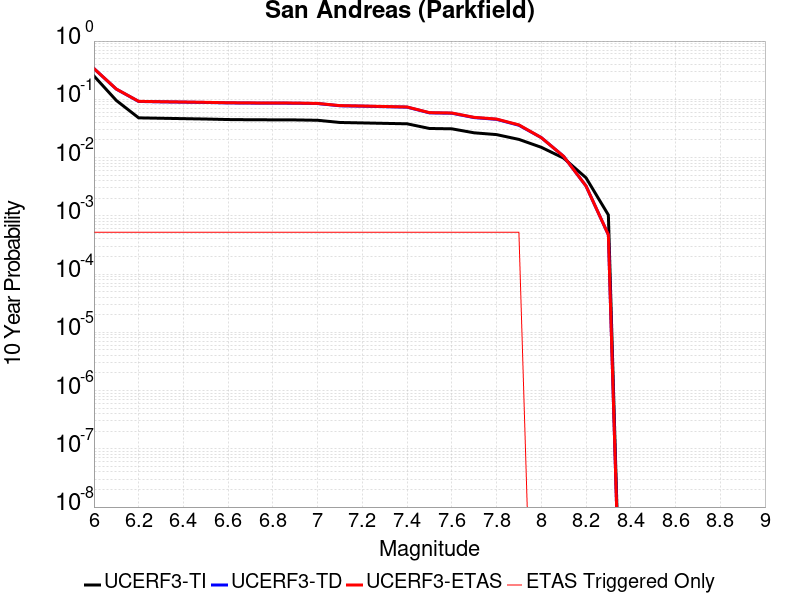 San Andreas (Parkfield)
10 0
10 -1
10 -2
10 -3
10 -4
10 -5
10 -6
10 -7
10 -8
10 Year Probability
6 6.2 6.4 6.6 6.8 7 7.2 7.4 7.6 7.8 8 8.2 8.4 8.6 8.8 9
Magnitude
UCERF3-TI UCERF3-TD UCERF3-ETAS ETAS Triggered Only